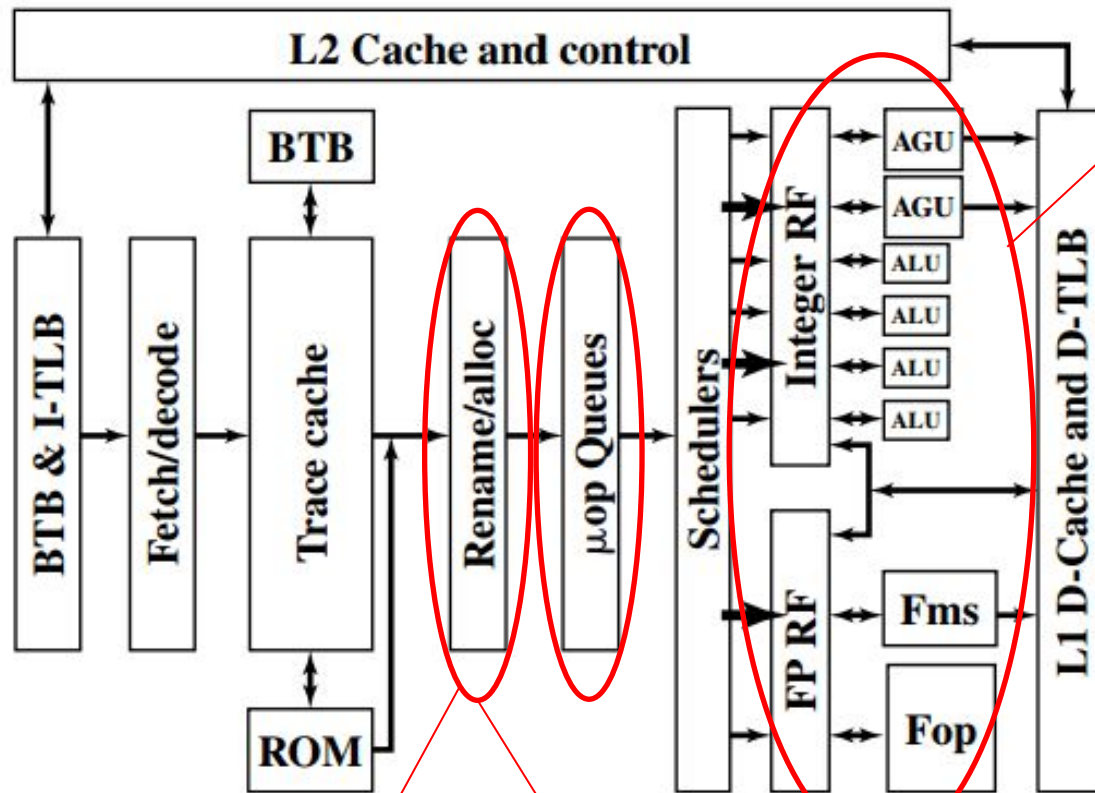 L2 Cache and control
BTB
BTB & I-TLB
Fetch/decode
Trace cache
ROM
Rename/alloc
μop Queues
Schedulers
Integer RF
FP RF
AGU
AGU
ALU
ALU
ALU
ALU
Fms
Fop
L1 D-Cache and D-TLB